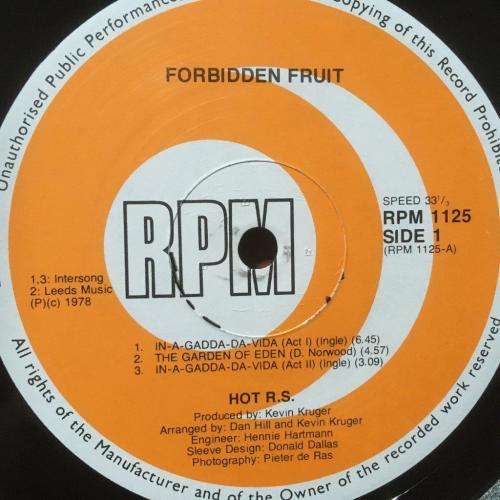 Unauthorised Public Performance
Copying of this Record Prohibited
FORBIDDEN FRUIT
RPM
SPEED 33 1/3
RPM 1125
SIDE 1
(RPM 1125-A)
1.3: Intersong
2: Leeds Music
(P)(c) 1978
1. IN-A-GADDA-DA-VIDA (Act I) (Ingle) (6.45)
2. THE GARDEN OF EDEN (D. Norwood) (4.57)
3. IN-A-GADDA-DA-VIDA (Act II) (Ingle) (3.09)
HOT R.S.
Produced by: Kevin Kruger
Arranged by: Dan Hill and Kevin Kruger
Engineer: Hennie Hartmann
Sleeve Design: Donald Dallas
Photography: Pieter de Ras
All rights of the Manufacturer and of the Owner of the recorded work reserved